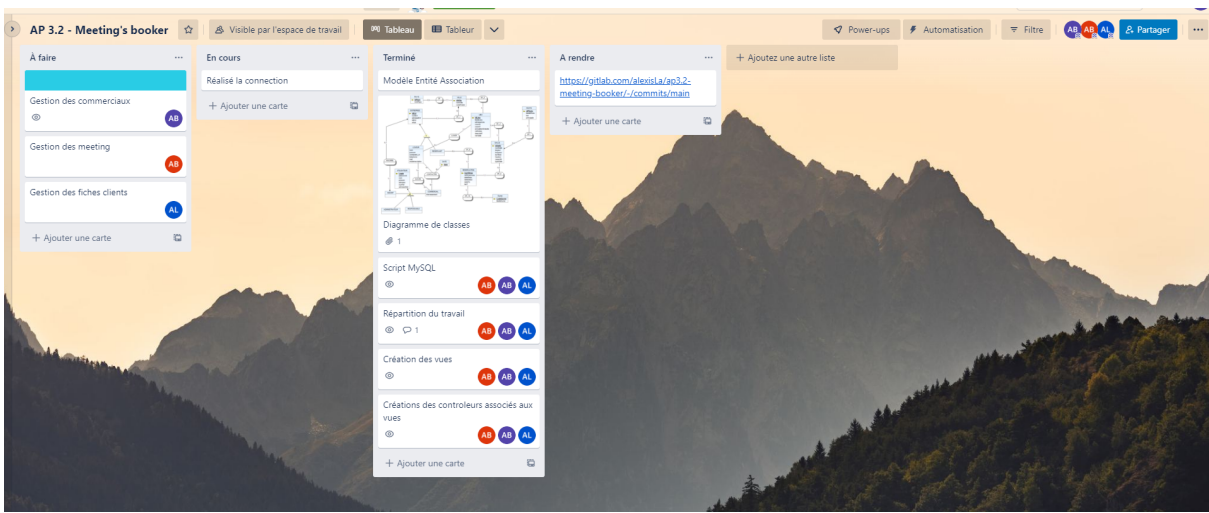 AP 3.2 - Meeting's booker
Visible par l'espace de travail
Tableau
Tableur
Power-ups
Automatisation
Filtre
AB
AB
AL
Partager
À faire
Gestion des commerciaux
AB
Gestion des meeting
AB
Gestion des fiches clients
AL
+ Ajouter une carte
En cours
Réalisé la connection
+ Ajouter une carte
Terminé
Modèle Entité Association
Diagramme de classes
1
Script MySQL
AB AB AL
Répartition du travail
1
AB AB AL
Création des vues
AB AB AL
Créations des controleurs associés aux
vues
AB AB AL
+ Ajouter une carte
A rendre
https://gitlab.com/alexisLa/ap3.2-
meeting-booker/-/commits/main
+ Ajouter une carte
+ Ajoutez une autre liste